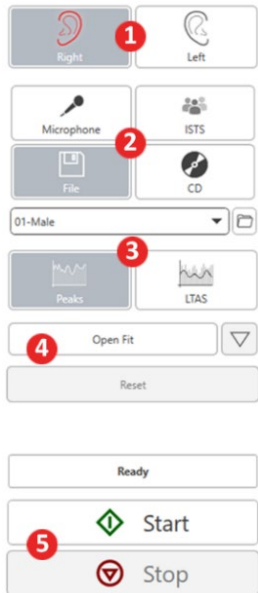 1
Right
Left
Microphone
ISTS
2
File
CD
01-Male
3
Peaks
LTAS
Open Fit
4
Reset
Ready
Start
5
Stop